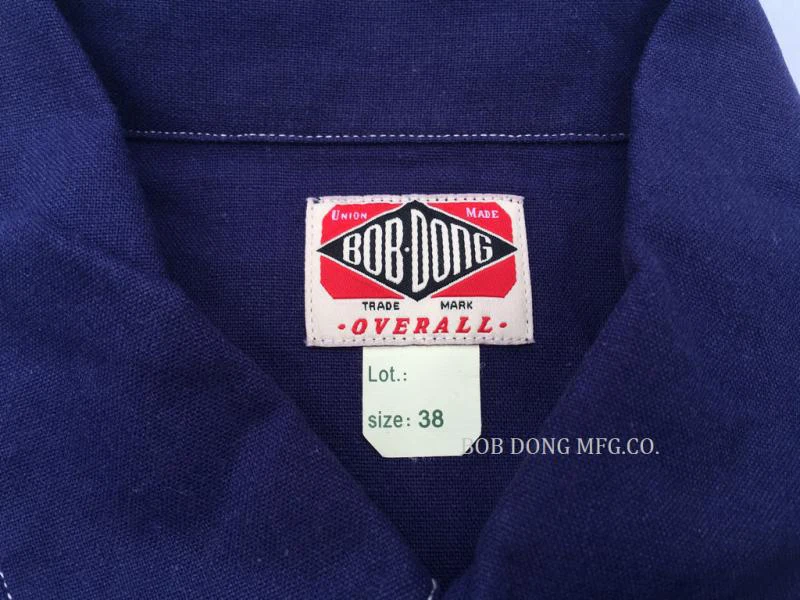 UNION MADE
BOB·DONG
TRADE MARK
·OVERALL·
Lot.:
size: 38
BOB DONG MFG.CO.